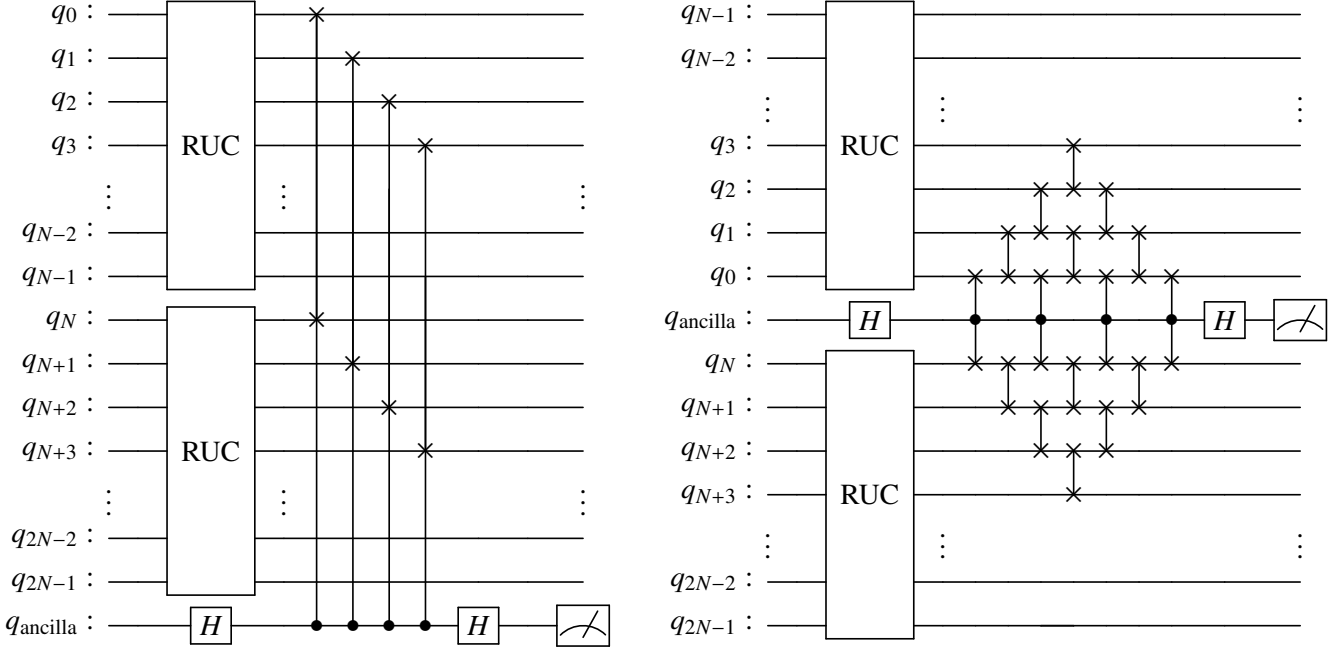 q0 :
q1 :
q2 :
q3 :
⋮
qN−2 :
qN−1 :
qN :
qN+1 :
qN+2 :
qN+3 :
⋮
q2N−2 :
q2N−1 :
qancilla :
RUC
⋮
RUC
⋮
H
H
⋮
⋮
qN−1 :
qN−2 :
⋮
q3 :
q2 :
q1 :
q0 :
qancilla :
qN :
qN+1 :
qN+2 :
qN+3 :
⋮
q2N−2 :
q2N−1 :
RUC
⋮
H
H
RUC
⋮
⋮
⋮